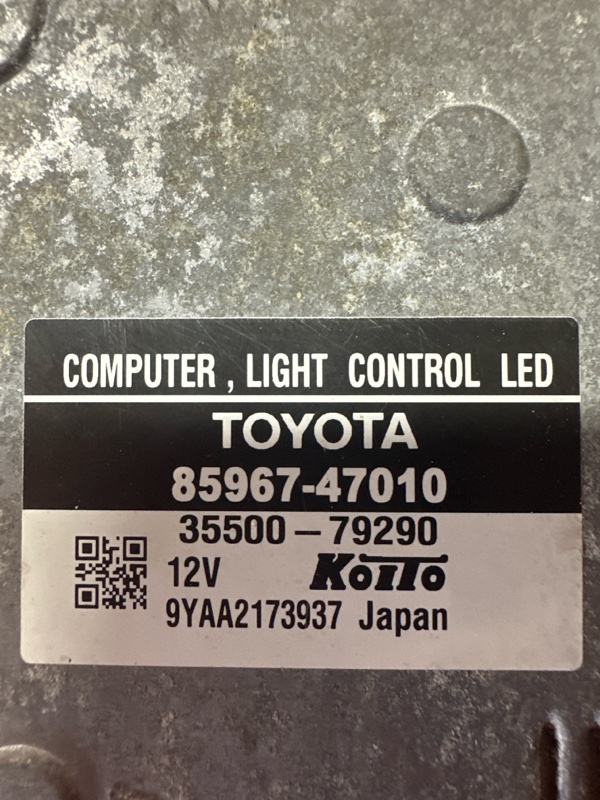 COMPUTER , LIGHT CONTROL LED
TOYOTA
85967-47010
35500-79290
12V KOITO
9YAA2173937 Japan